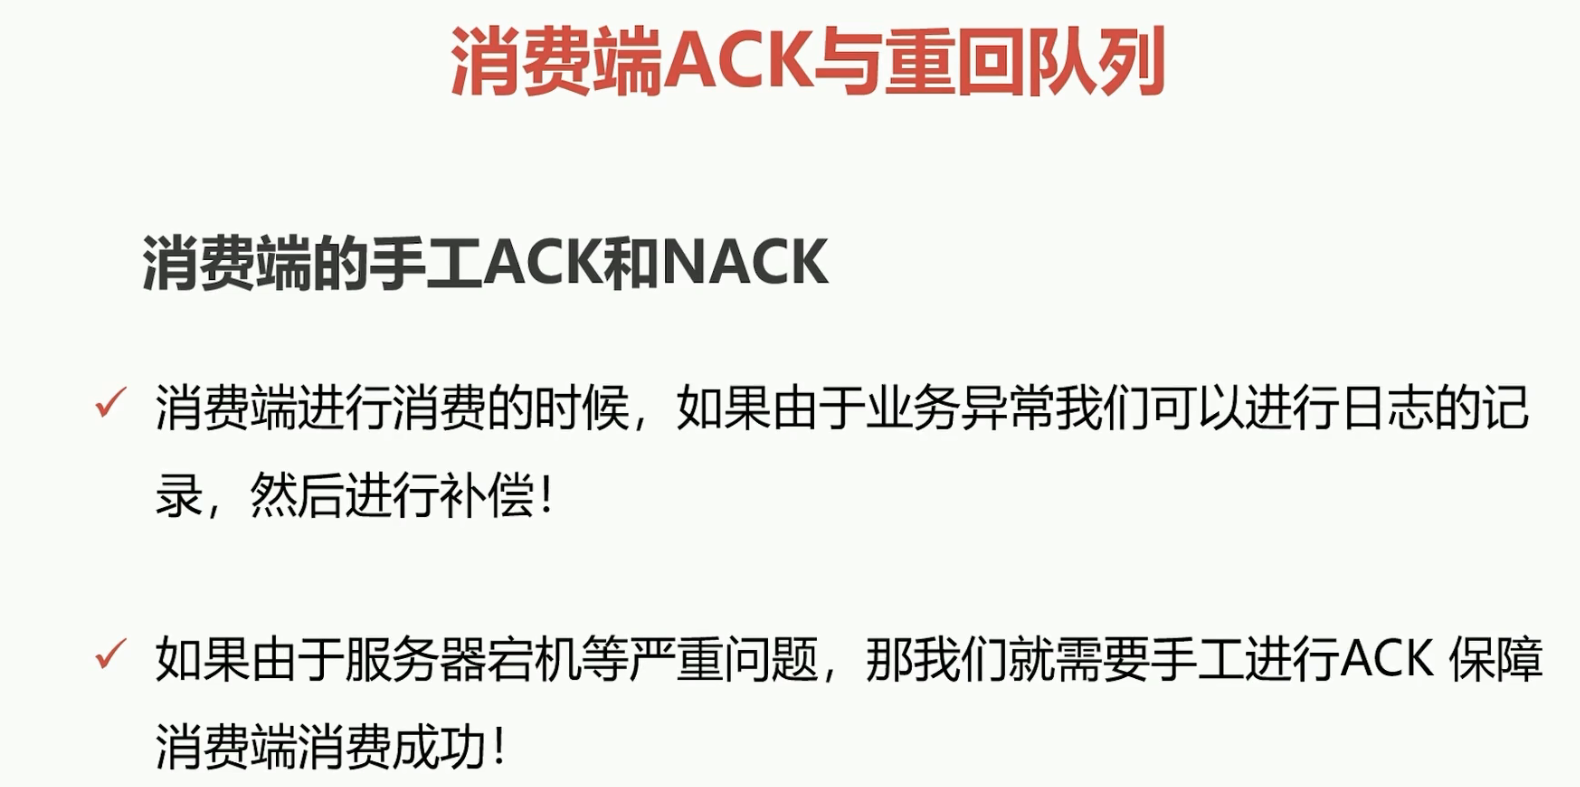 消费端ACK与重回队列
消费端的手工ACK和NACK
✓ 消费端进行消费的时候，如果由于业务异常我们可以进行日志的记
录，然后进行补偿！
✓ 如果由于服务器宕机等严重问题，那我们就需要手工进行ACK 保障
消费端消费成功！